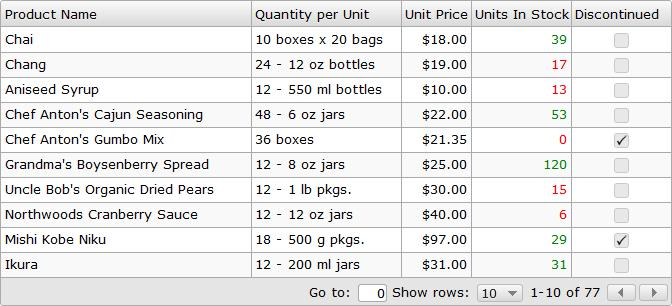 Product Name Quantity per Unit Unit Price Units In Stock Discontinued
Chai 10 boxes x 20 bags $18.00 39
Chang 24 - 12 oz bottles $19.00 17
Aniseed Syrup 12 - 550 ml bottles $10.00 13
Chef Anton's Cajun Seasoning 48 - 6 oz jars $22.00 53
Chef Anton's Gumbo Mix 36 boxes $21.35 0
Grandma's Boysenberry Spread 12 - 8 oz jars $25.00 120
Uncle Bob's Organic Dried Pears 12 - 1 lb pkgs. $30.00 15
Northwoods Cranberry Sauce 12 - 12 oz jars $40.00 6
Mishi Kobe Niku 18 - 500 g pkgs. $97.00 29
Ikura 12 - 200 ml jars $31.00 31
Go to: 0 Show rows: 10 1-10 of 77